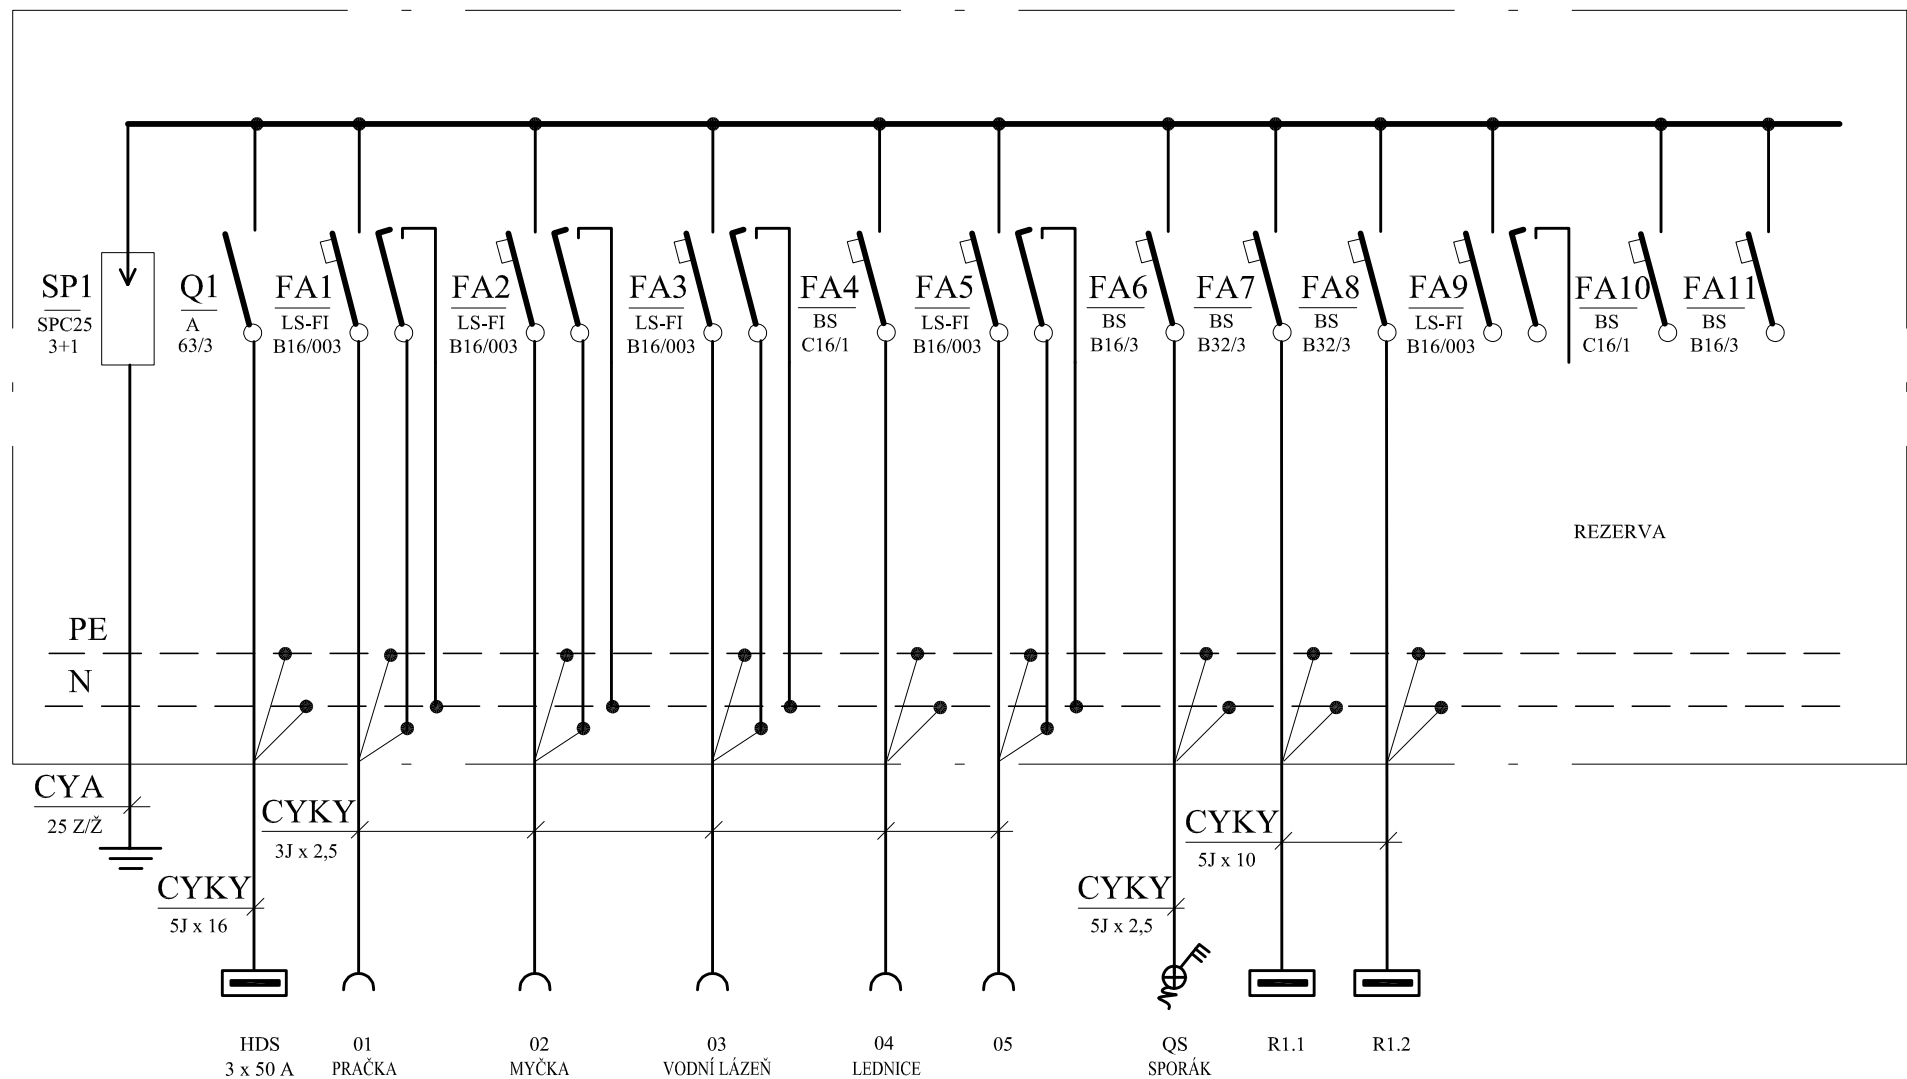 SP1
SPC25
3+1
Q1
A
63/3
FA1
LS-FI
B16/003
FA2
LS-FI
B16/003
FA3
LS-FI
B16/003
FA4
BS
C16/1
FA5
LS-FI
B16/003
FA6
BS
B16/3
FA7
BS
B32/3
FA8
BS
B32/3
FA9
LS-FI
B16/003
FA10
BS
C16/1
FA11
BS
B16/3
REZERVA
PE
N
CYA
25 Z/Ž
CYKY
3J x 2,5
CYKY
5J x 10
CYKY
5J x 16
CYKY
5J x 2,5
HDS
3 x 50 A
01
PRAČKA
02
MYČKA
03
VODNÍ LÁZEŇ
04
LEDNICE
05
QS
SPORÁK
R1.1
R1.2